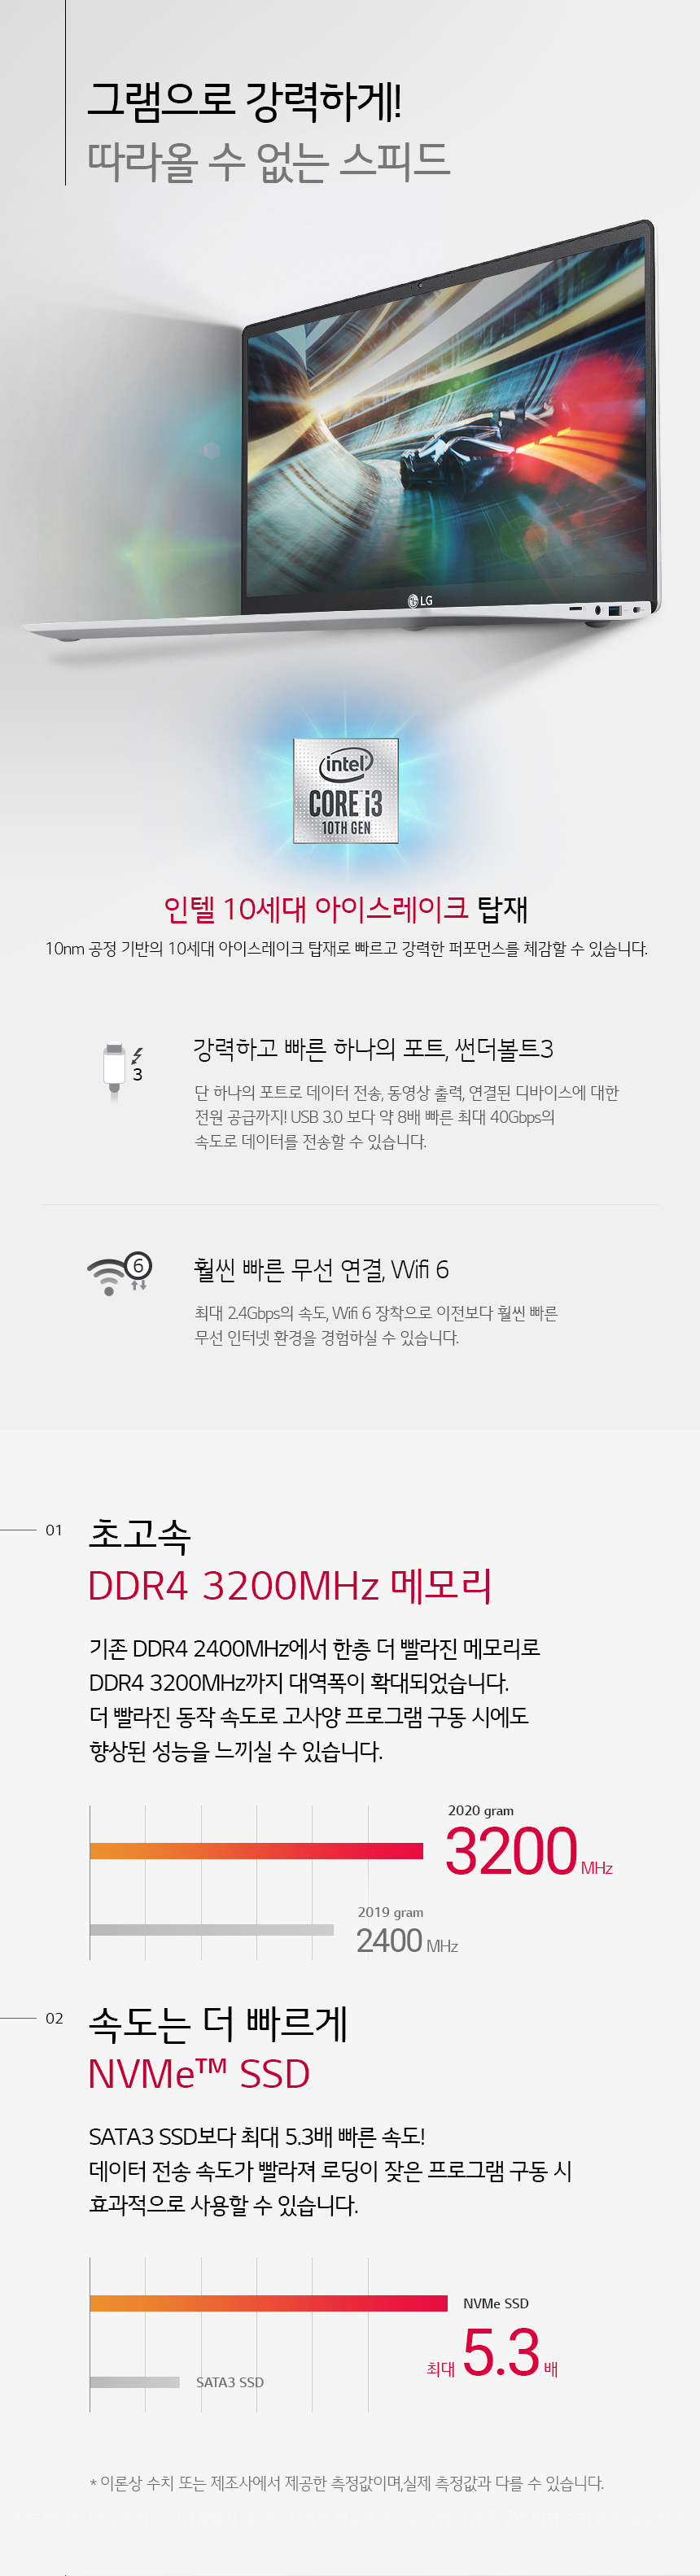 그램으로 강력하게!
따라올 수 없는 스피드
LG
intel
CORE i3
10TH GEN
인텔 10세대 아이스레이크 탑재
10nm 공정 기반의 10세대 아이스레이크 탑재로 빠르고 강력한 퍼포먼스를 체감할 수 있습니다.
3
강력하고 빠른 하나의 포트, 썬더볼트3
단 하나의 포트로 데이터 전송, 동영상 출력, 연결된 디바이스에 대한
전원 공급까지! USB 3.0 보다 약 8배 빠른 최대 40Gbps의
속도로 데이터를 전송할 수 있습니다.
6
훨씬 빠른 무선 연결, Wifi 6
최대 2.4Gbps의 속도, Wifi 6 장착으로 이전보다 훨씬 빠른
무선 인터넷 환경을 경험하실 수 있습니다.
01
초고속
DDR4 3200MHz 메모리
기존 DDR4 2400MHz에서 한층 더 빨라진 메모리로
DDR4 3200MHz까지 대역폭이 확대되었습니다.
더 빨라진 동작 속도로 고사양 프로그램 구동 시에도
향상된 성능을 느끼실 수 있습니다.
2020 gram
3200 MHz
2019 gram
2400 MHz
02
속도는 더 빠르게
NVMe™ SSD
SATA3 SSD보다 최대 5.3배 빠른 속도!
데이터 전송 속도가 빨라져 로딩이 잦은 프로그램 구동 시
효과적으로 사용할 수 있습니다.
NVMe SSD
최대 5.3 배
SATA3 SSD
* 이론상 수치 또는 제조사에서 제공한 측정값이며,실제 측정값과 다를 수 있습니다.